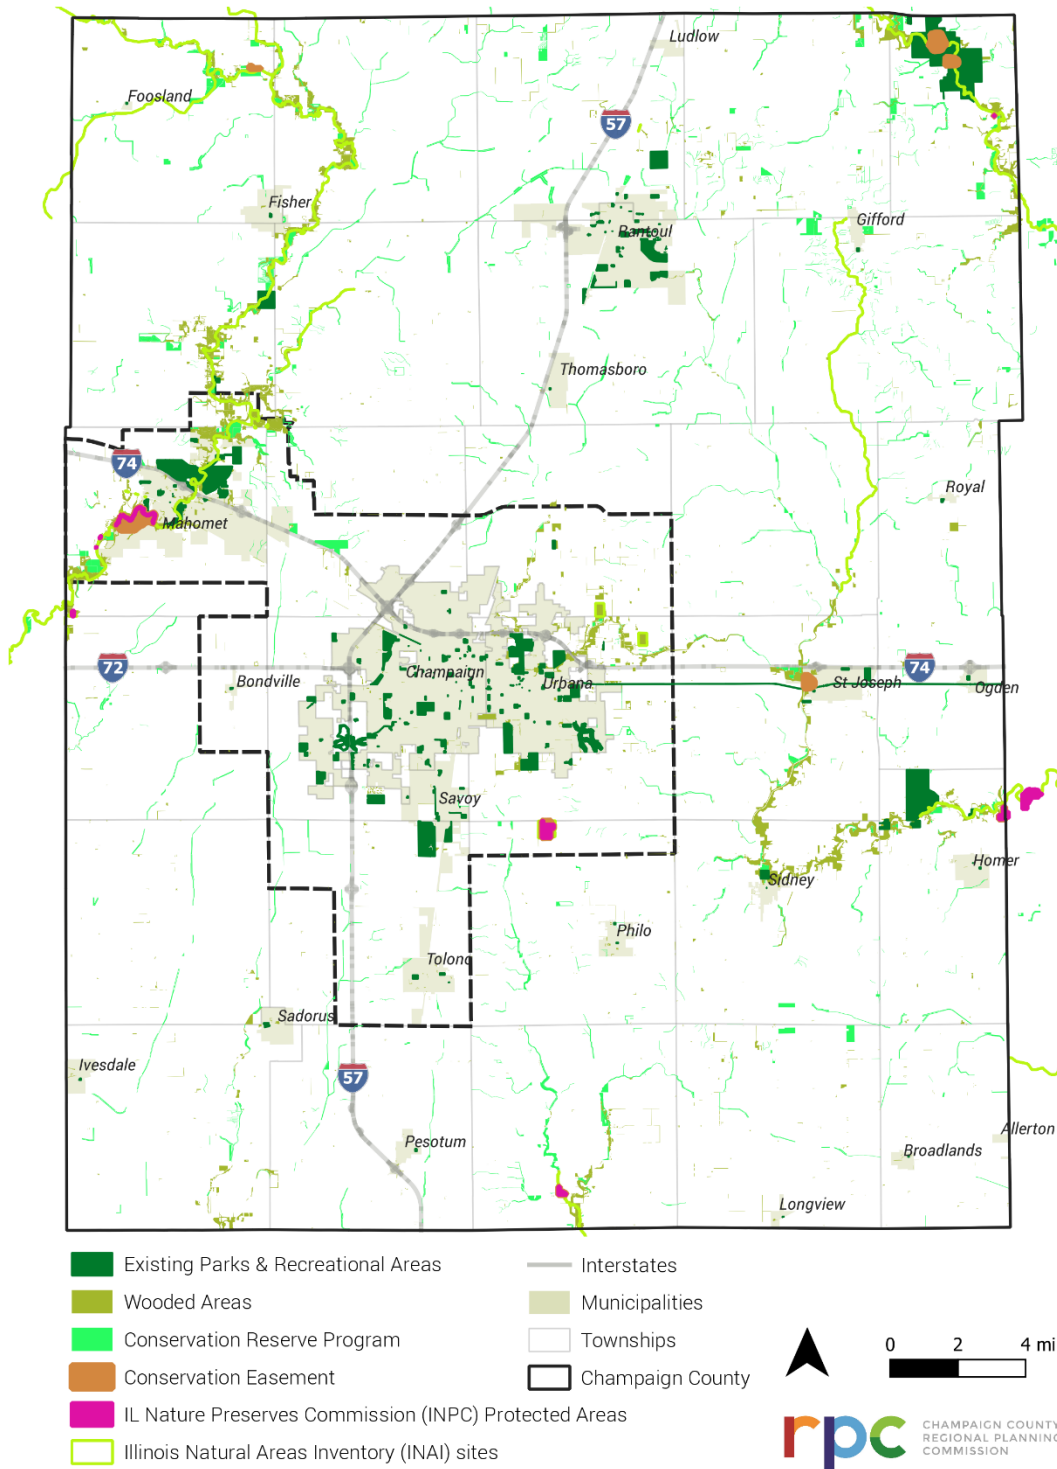 Ludlow
Foosland
57
Fisher
Gifford
Rantoul
Thomasboro
74
Royal
Mahomet
72
Bondville
Champaign
Urbana
74
St Joseph
Ogden
Savoy
Homer
Sidney
Philo
Tolono
Sadorus
Ivesdale
57
Pesotum
Allerton
Broadlands
Longview
Existing Parks & Recreational Areas
Wooded Areas
Conservation Reserve Program
Conservation Easement
IL Nature Preserves Commission (INPC) Protected Areas
Illinois Natural Areas Inventory (INAI) sites
Interstates
Municipalities
Townships
Champaign County
0 2 4 mi
rpc
CHAMPAIGN COUNTY
REGIONAL PLANNING
COMMISSION